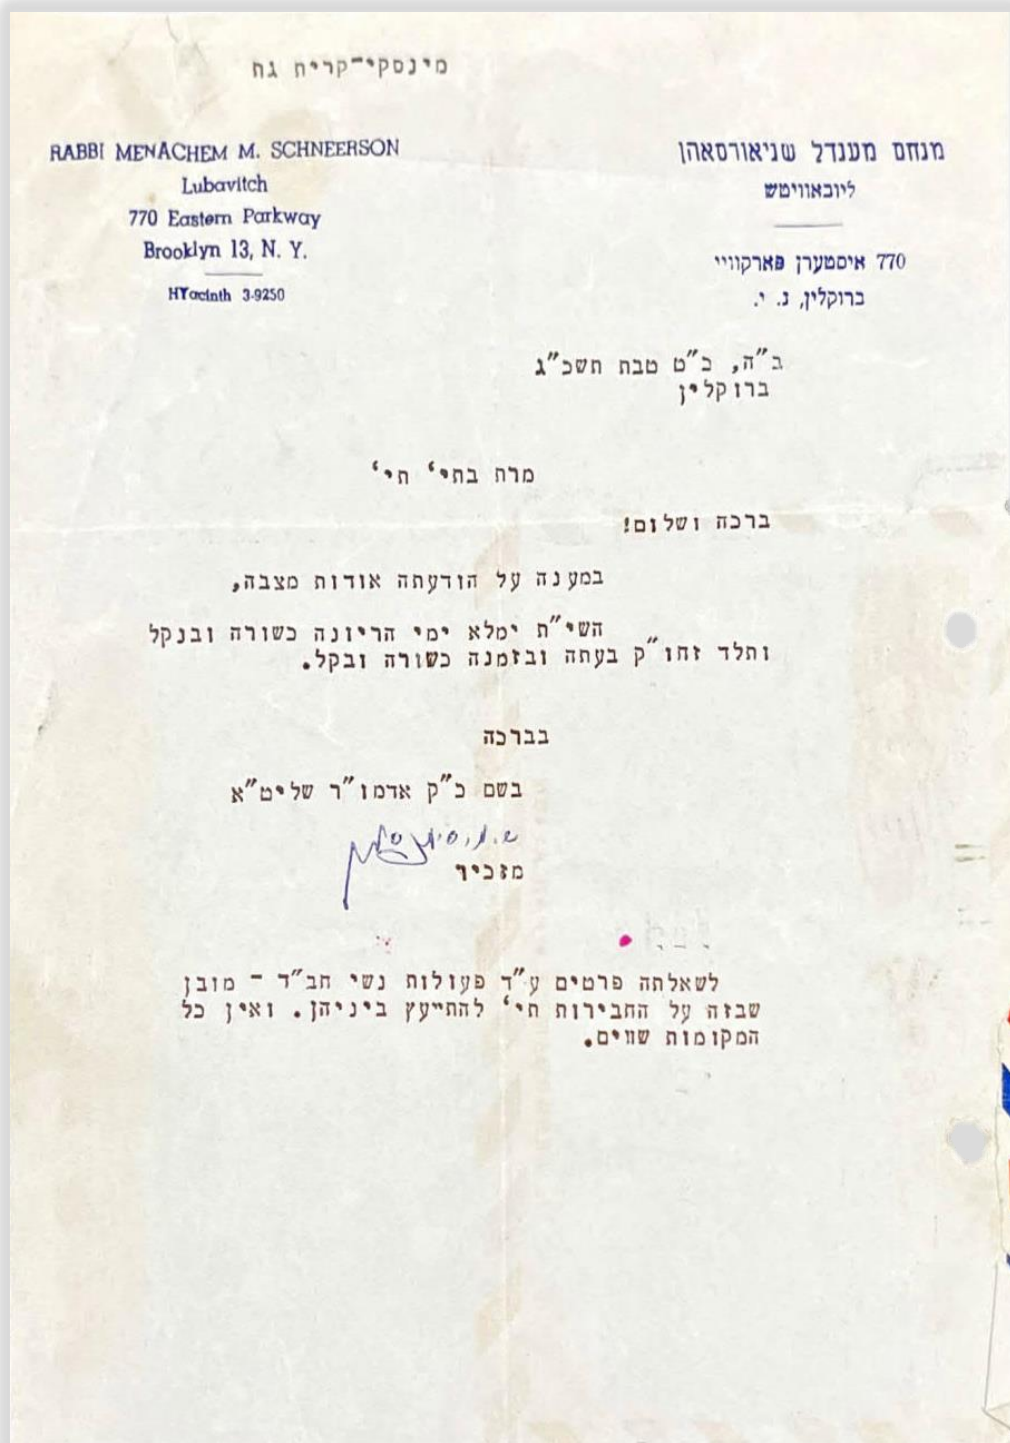 מינסקי-קרית גת
RABBI MENACHEM M. SCHNEERSON
Lubavitch
770 Eastern Parkway
Brooklyn 13, N. Y.
HYacinth 3-9250
מנחם מענדל שניאורסאהן
ליובאוויטש
770 איסטערן פארקוויי
ברוקלין, נ. י.
ב"ה, כ"ט טבת תשכ"ג
ברוקלין
מרת בתי' תי'
ברכה ושלום!
במענה על הודעתה אודות מצבה,
השי"ת ימלא ימי הריונה כשורה ובנקל
ותלד זחו"ק בעתה ובזמנה כשורה ובקל.
בברכה
בשם כ"ק אדמו"ר שליט"א
מזכיר
לשאלתה פרטים ע"ד פעולות נשי חב"ד - מובן
שבזה על החבירות תי' להתייעץ ביניהן. ואין כל
המקומות שווים.